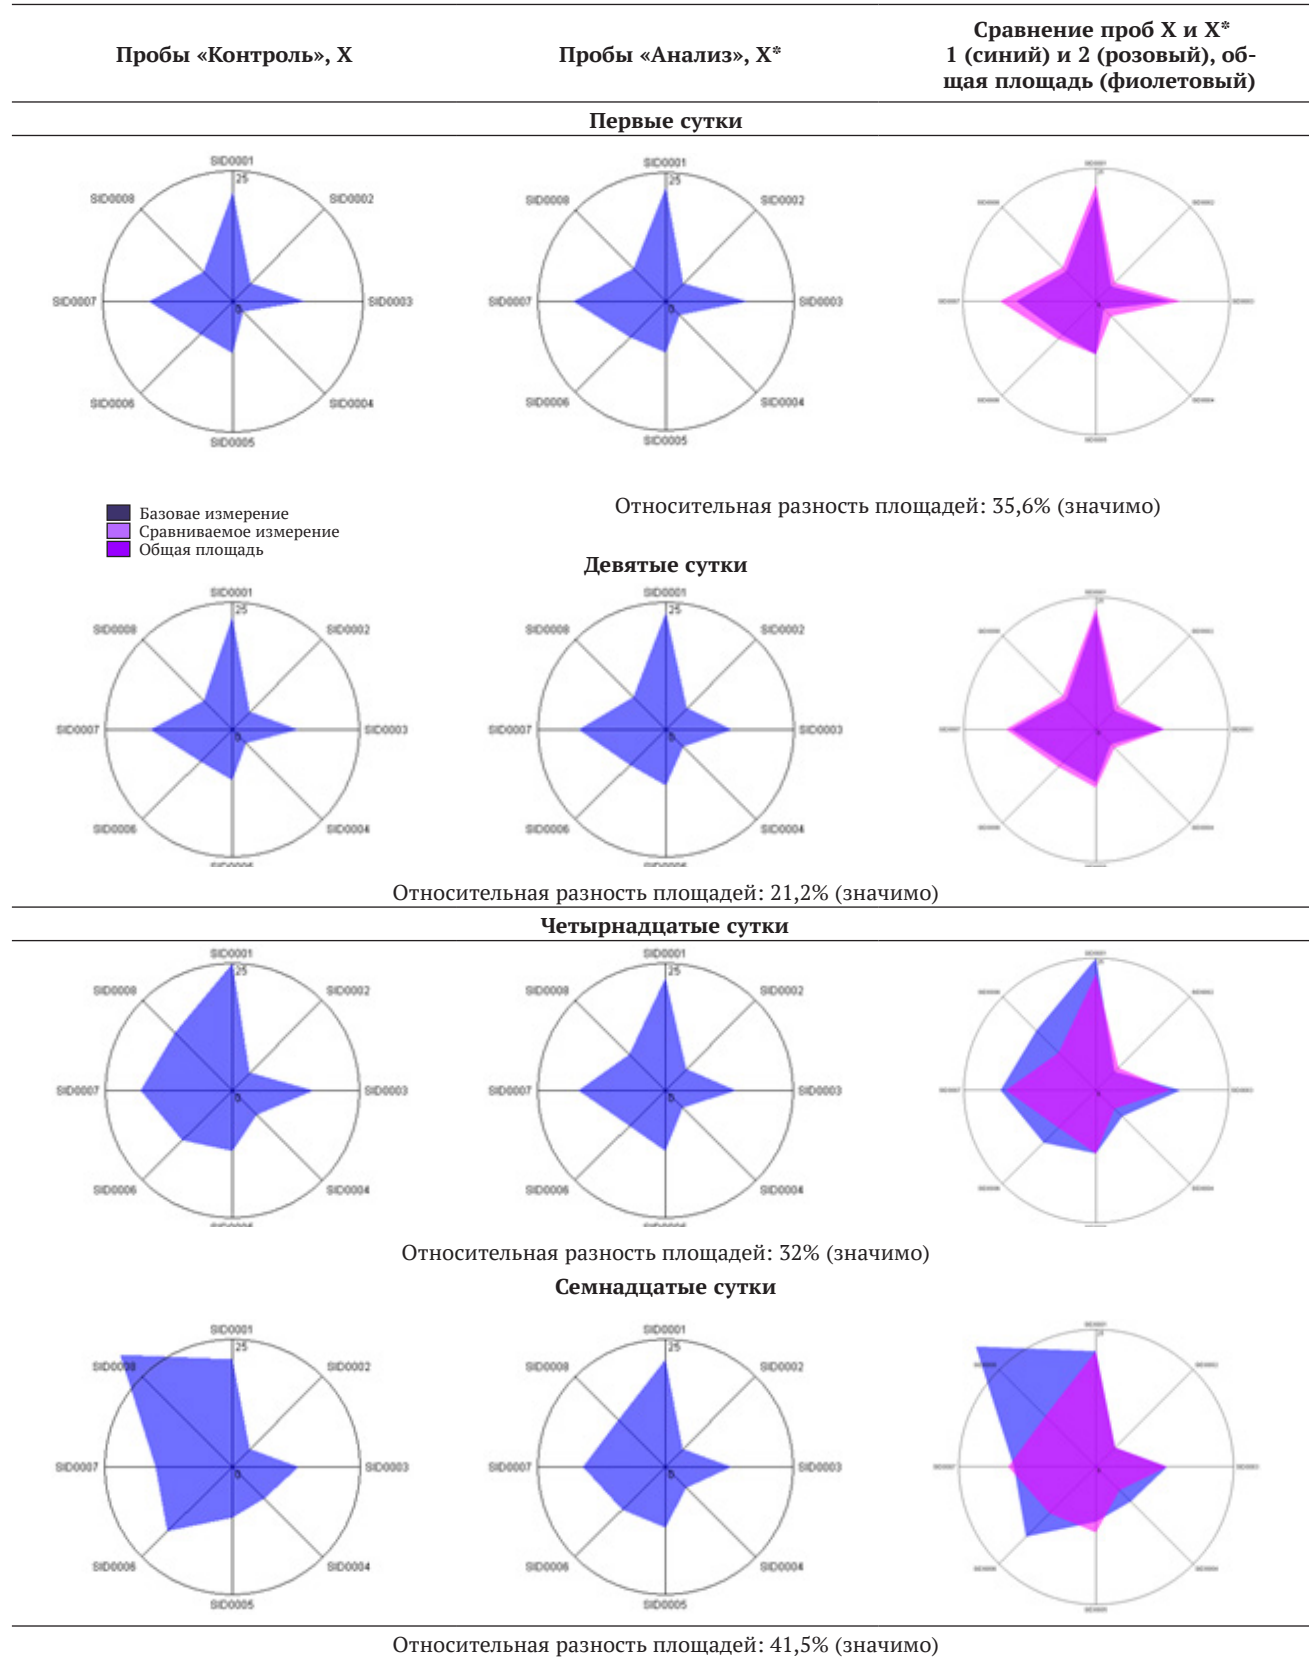 Пробы «Контроль», X
Пробы «Анализ», X*
Сравнение проб X и X*
1 (синий) и 2 (розовый), об-
щая площадь (фиолетовый)
Первые сутки
SID0001
25
SID0002
SID0003
SID0004
SID0005
SID0006
SID0007
SID0008
0
SID0001
25
SID0002
SID0003
SID0004
SID0005
SID0006
SID0007
SID0008
0
Относительная разность площадей: 35,6% (значимо)
Базовае измерение
Сравниваемое измерение
Общая площадь
Девятые сутки
SID0001
25
SID0002
SID0003
SID0004
SID0006
SID0007
SID0008
0
SID0001
25
SID0002
SID0003
SID0004
SID0006
SID0007
SID0008
0
Относительная разность площадей: 21,2% (значимо)
Четырнадцатые сутки
SID0001
25
SID0002
SID0003
SID0004
SID0006
SID0007
SID0008
0
SID0001
25
SID0002
SID0003
SID0004
SID0006
SID0007
SID0008
0
Относительная разность площадей: 32% (значимо)
Семнадцатые сутки
SID0001
25
SID0002
SID0003
SID0004
SID0005
SID0006
SID0007
SID0008
0
SID0001
25
SID0002
SID0003
SID0004
SID0005
SID0006
SID0007
SID0008
0
Относительная разность площадей: 41,5% (значимо)